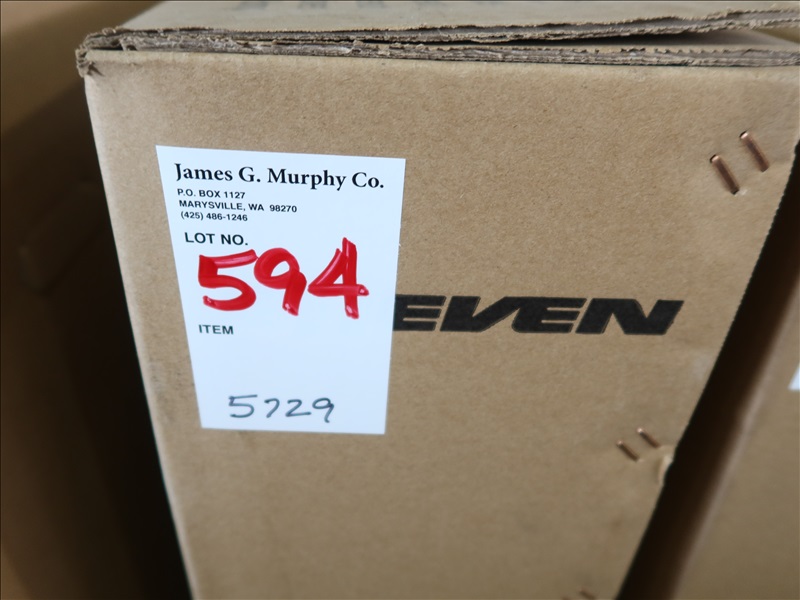 James G. Murphy Co.
P.O. BOX 1127
MARYSVILLE, WA 98270
(425) 486-1246
LOT NO.
594
EVEN
ITEM
5729